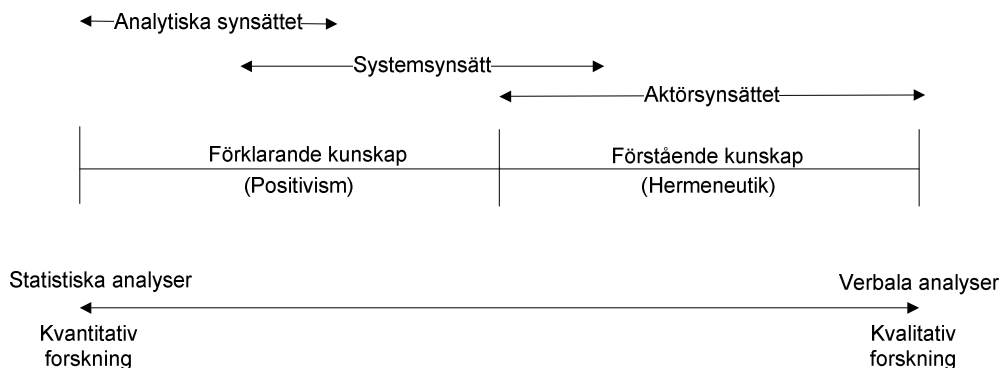 Analytiska synsättet
Systemsynsätt
Aktörsynsättet
Förklarande kunskap
(Positivism)
Förstående kunskap
(Hermeneutik)
Statistiska analyser
Verbala analyser
Kvantitativ
forskning
Kvalitativ
forskning